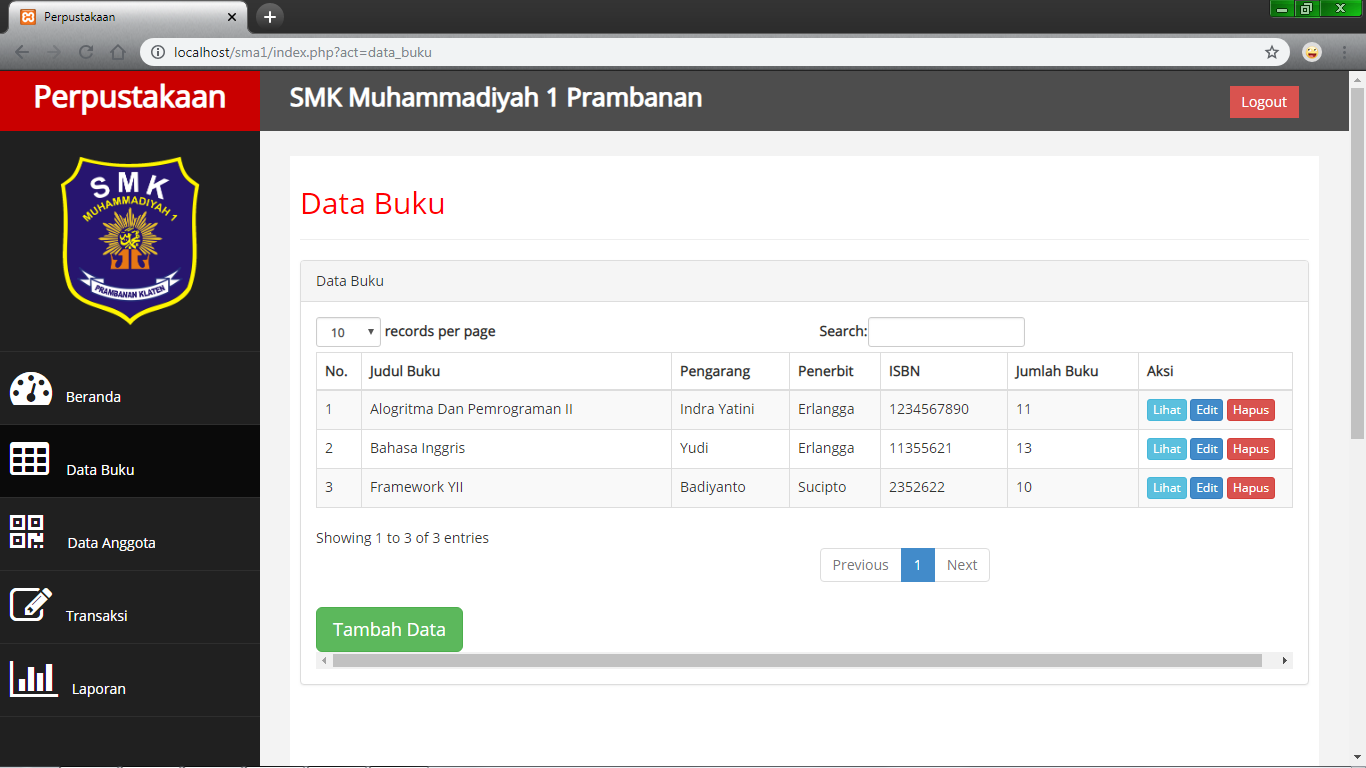 Perpustakaan
localhost/sma1/index.php?act=data_buku
Perpustakaan
SMK Muhammadiyah 1 Prambanan
Logout
SMK
MUHAMMADIYAH 1
PRAMBANAN KLATEN
Beranda
Data Buku
Data Anggota
Transaksi
Laporan
Data Buku
Data Buku
10 records per page Search:
No. Judul Buku Pengarang Penerbit ISBN Jumlah Buku Aksi
1 Alogritma Dan Pemrograman II Indra Yatini Erlangga 1234567890 11 Lihat Edit Hapus
2 Bahasa Inggris Yudi Erlangga 11355621 13 Lihat Edit Hapus
3 Framework YII Badiyanto Sucipto 2352622 10 Lihat Edit Hapus
Showing 1 to 3 of 3 entries
Previous 1 Next
Tambah Data